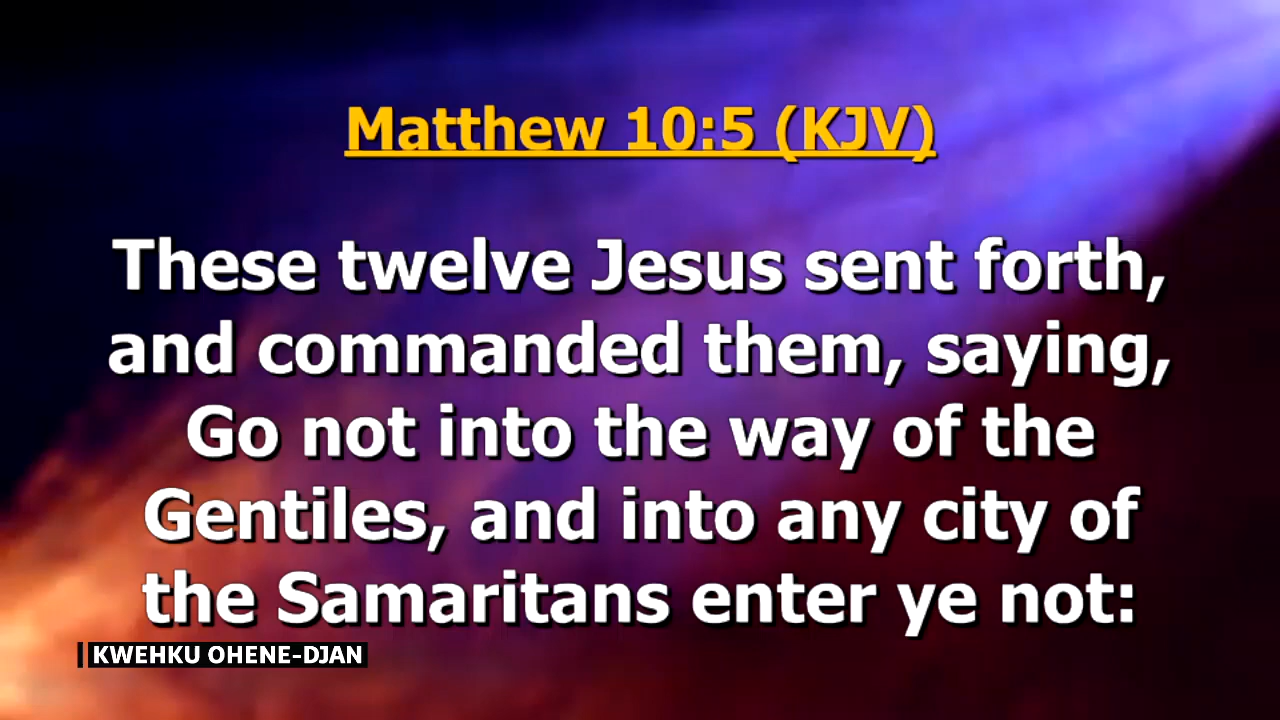 Matthew 10:5 (KJV)
These twelve Jesus sent forth,
and commanded them, saying,
Go not into the way of the
Gentiles, and into any city of
the Samaritans enter ye not:
KWEHKU OHENE-DJAN